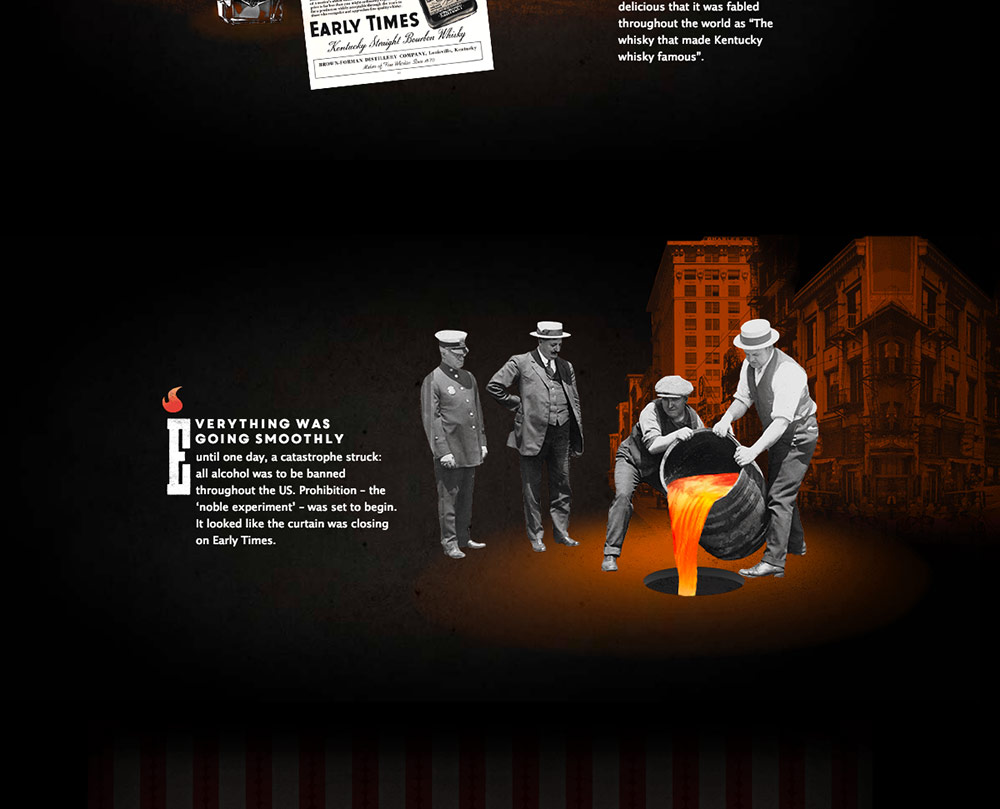 EARLY TIMES
Kentucky Straight Bourbon Whisky
BROWN-FORMAN DISTILLERY COMPANY, Louisville, Kentucky
delicious that it was fabled
throughout the world as “The
whisky that made Kentucky
whisky famous”.
EVERYTHING WAS
GOING SMOOTHLY
until one day, a catastrophe struck:
all alcohol was to be banned
throughout the US. Prohibition – the
‘noble experiment’ – was set to begin.
It looked like the curtain was closing
on Early Times.